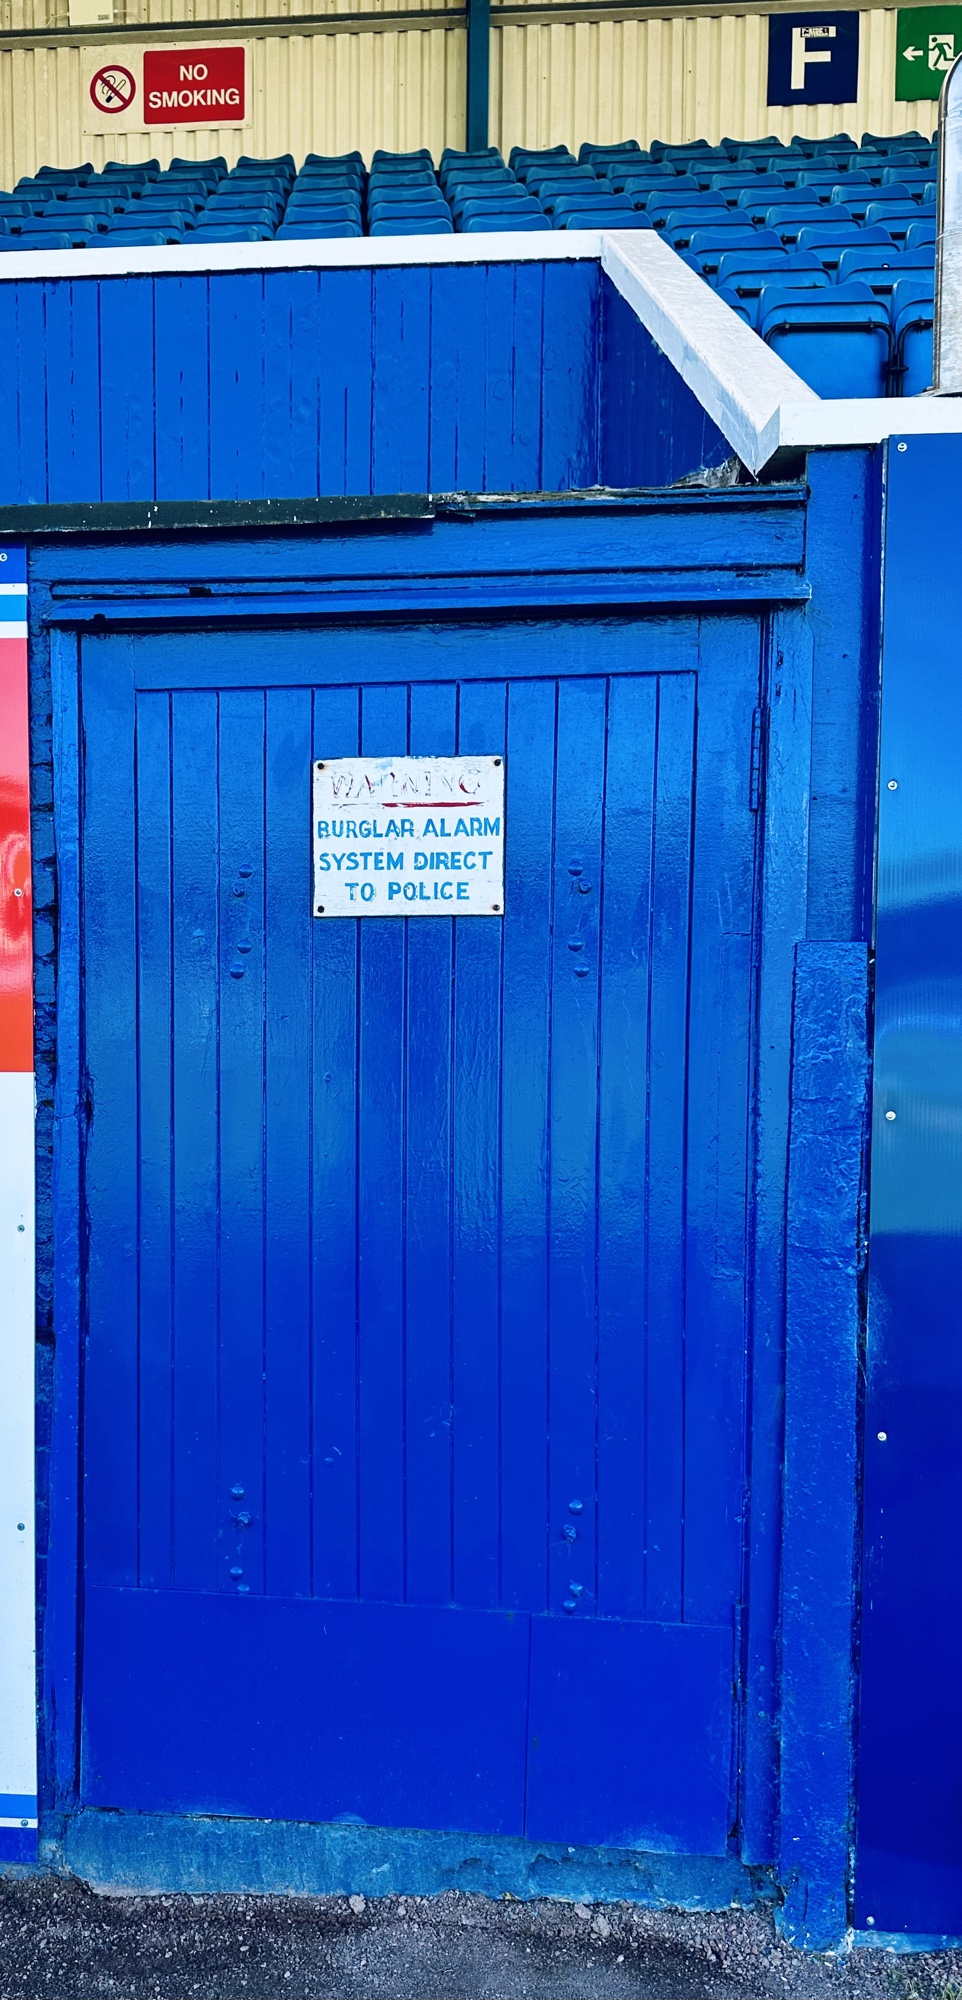 NO
SMOKING
F
WARNING
BURGLAR ALARM
SYSTEM DIRECT
TO POLICE